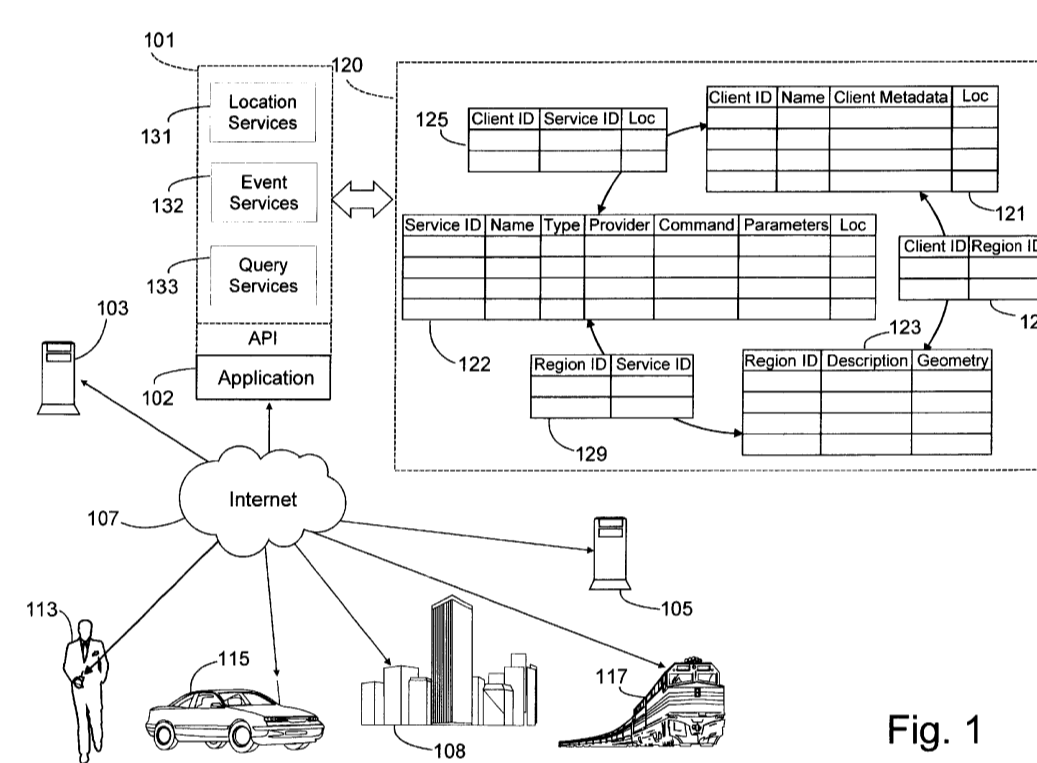 101
Location
Services
131
Event
Services
132
Query
Services
133
API
Application
102
103
120
125
Client ID Service ID Loc
Client ID Name Client Metadata Loc
121
Service ID Name Type Provider Command Parameters Loc
122
Client ID Region ID
123
Region ID Description Geometry
Region ID Service ID
129
Internet
107
105
113
115
108
117
Fig. 1